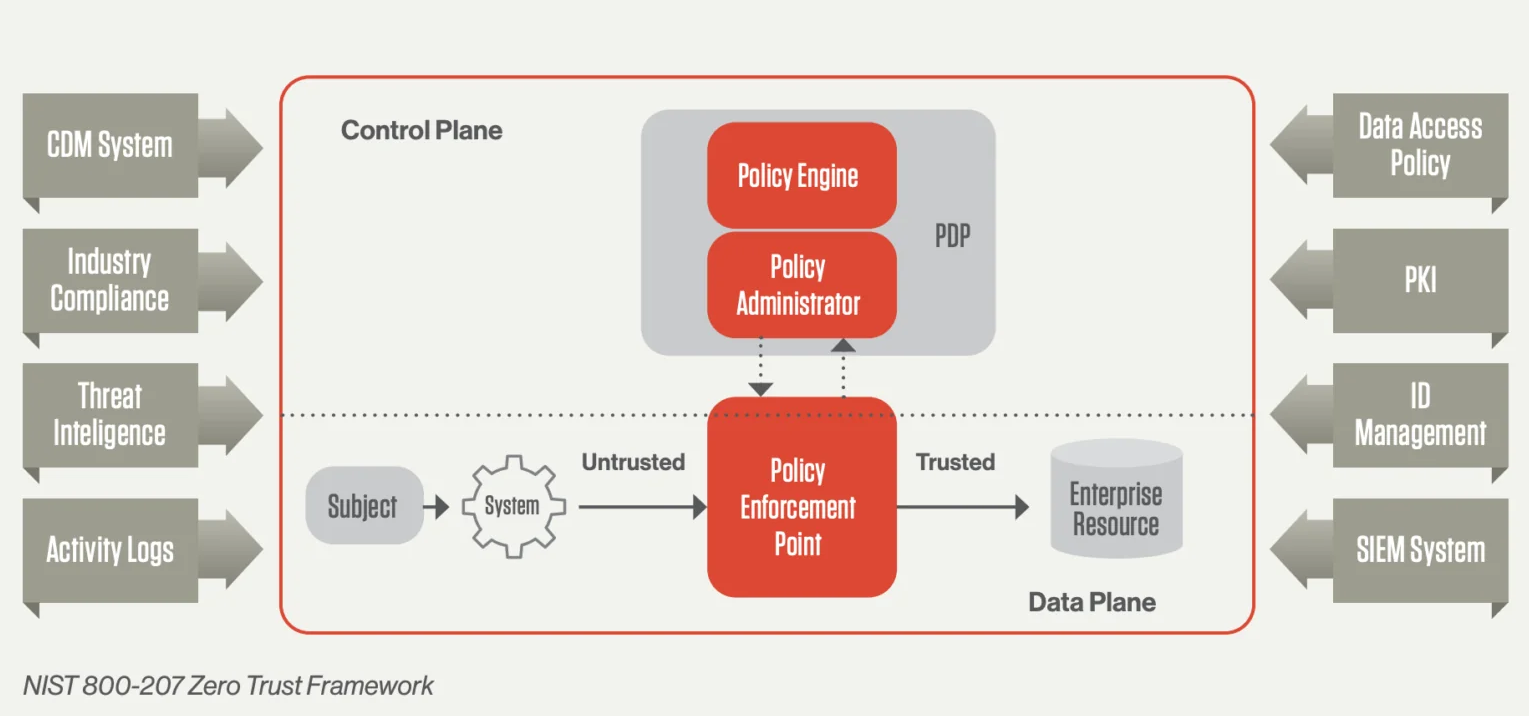 CDM System
Industry
Compliance
Threat
Inteligence
Activity Logs
Control Plane
Policy Engine
Policy
Administrator
PDP
Subject
System
Untrusted
Policy
Enforcement
Point
Trusted
Enterprise
Resource
Data Plane
Data Access
Policy
PKI
ID
Management
SIEM System
NIST 800-207 Zero Trust Framework